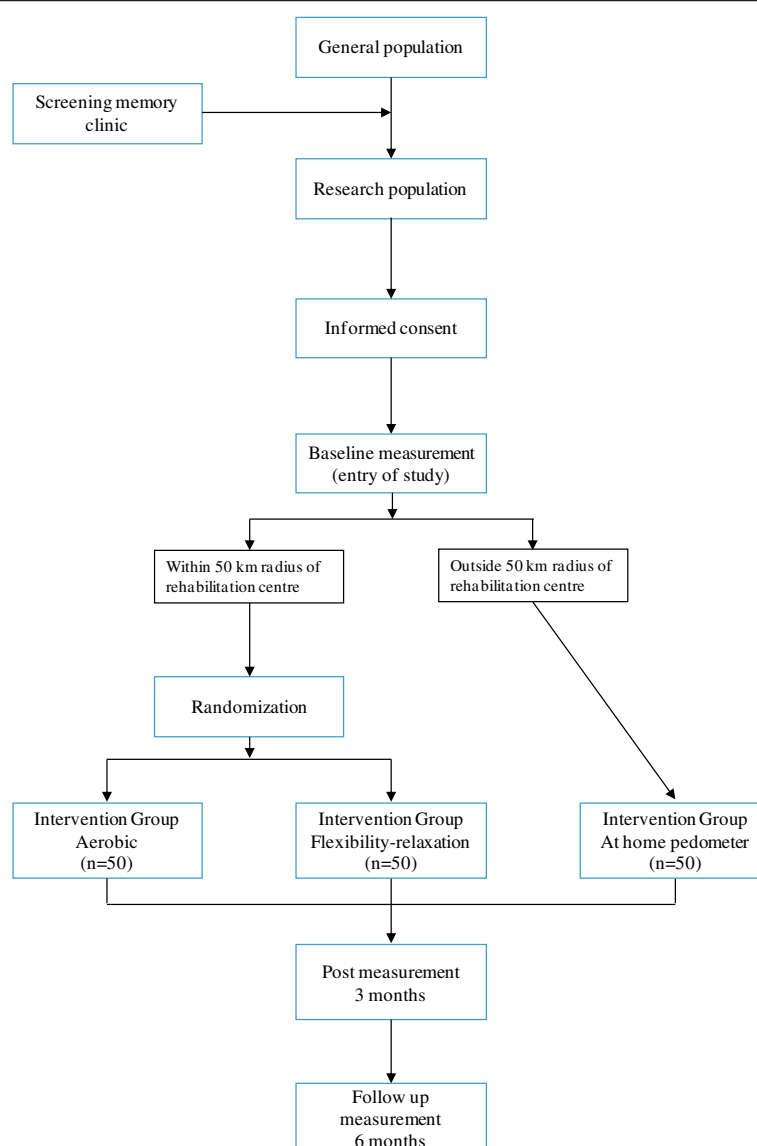 General population
Screening memory
clinic
Research population
Informed consent
Baseline measurement
(entry of study)
Within 50 km radius of
rehabilitation centre
Outside 50 km radius of
rehabilitation centre
Randomization
Intervention Group
Aerobic
(n=50)
Intervention Group
Flexibility-relaxation
(n=50)
Intervention Group
At home pedometer
(n=50)
Post measurement
3 months
Follow up
measurement
6 months